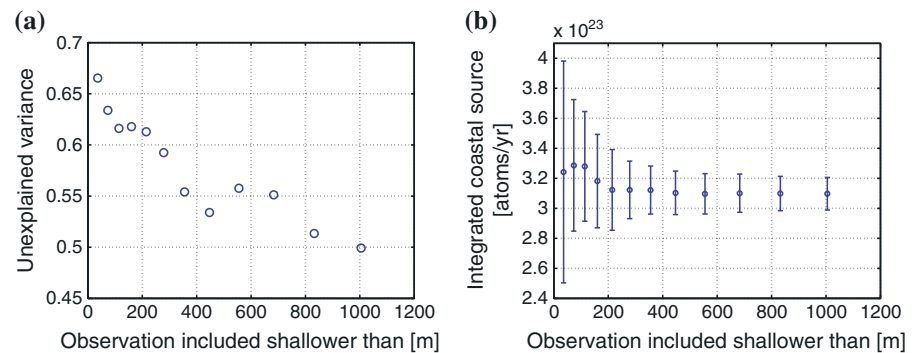 (a)
0.7
0.65
0.6
0.55
0.5
0.45
0 200 400 600 800 1000 1200
Unexplained variance
Observation included shallower than [m]
(b)
x 10²³
4
3.8
3.6
3.4
3.2
3
2.8
2.6
2.4
0 200 400 600 800 1000 1200
Integrated coastal source
[atoms/yr]
Observation included shallower than [m]